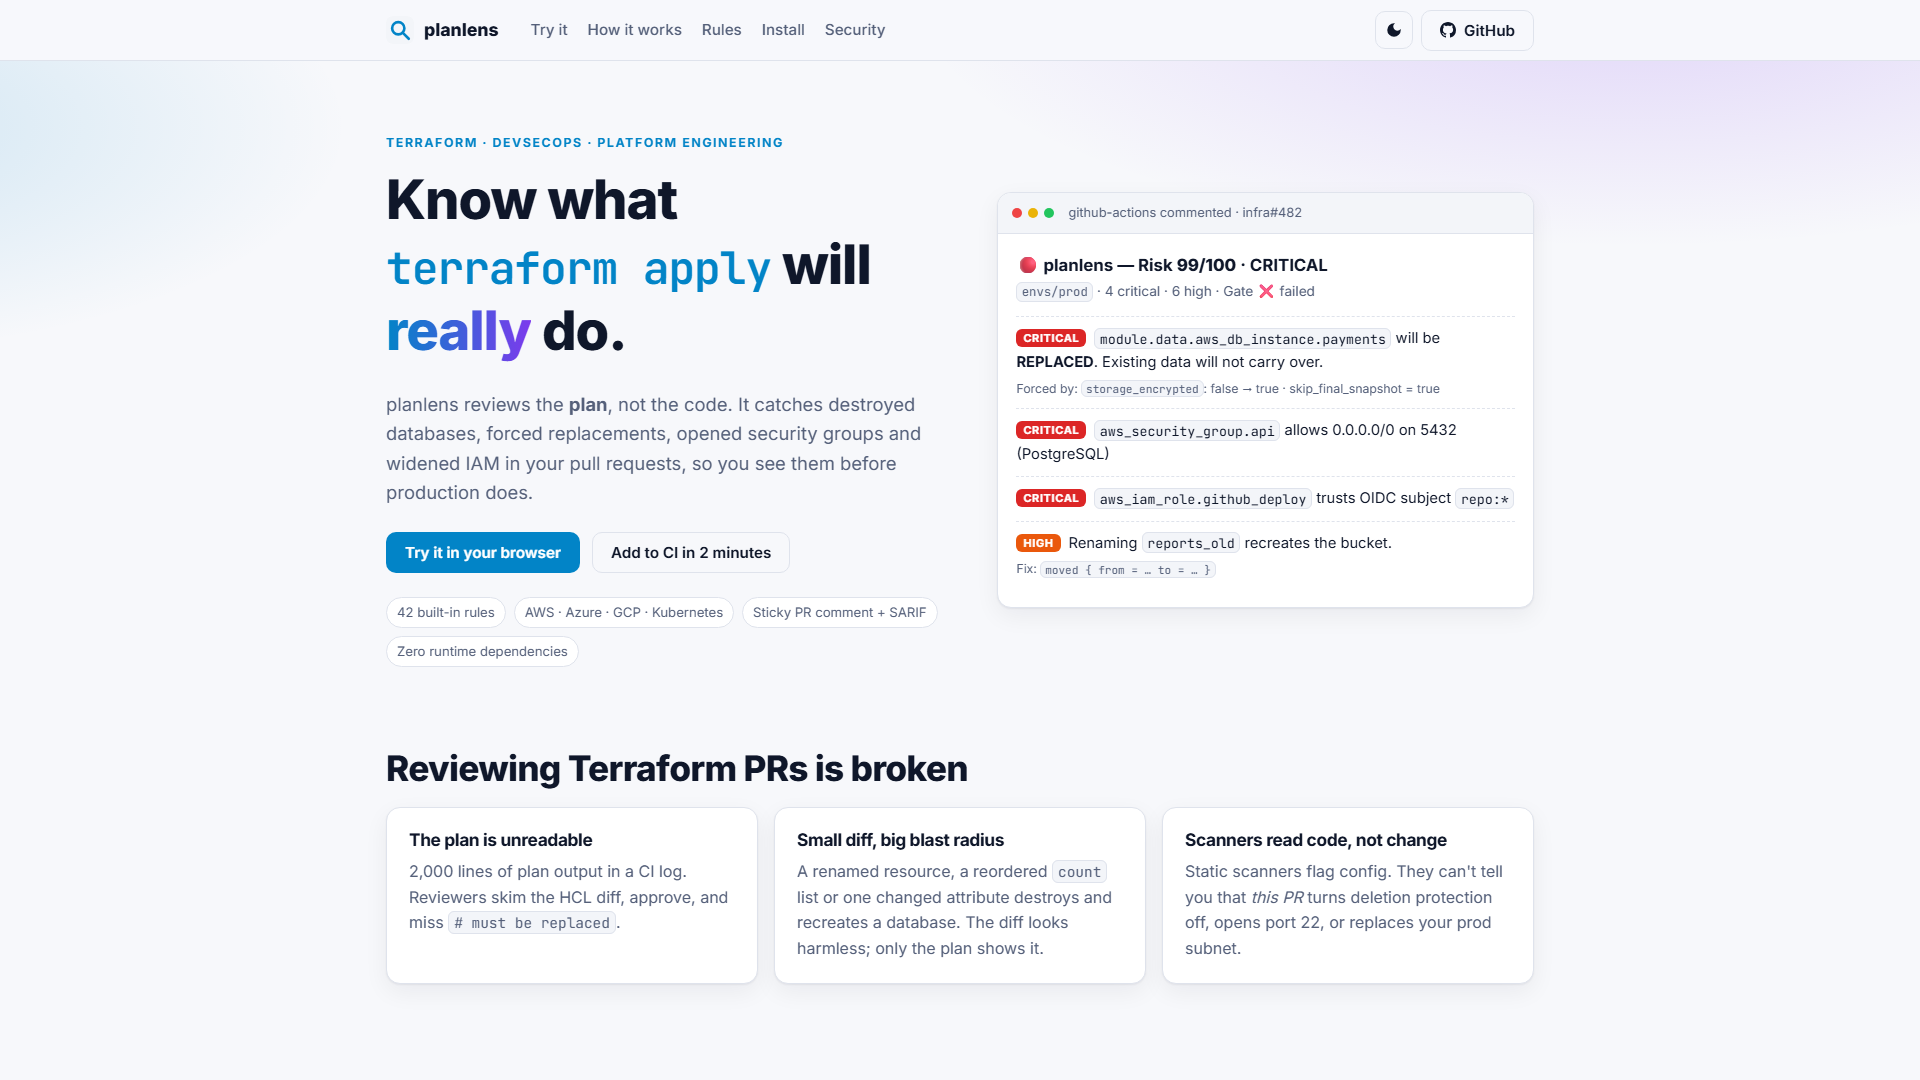 planlens
Try it
How it works
Rules
Install
Security
GitHub
TERRAFORM · DEVSECOPS · PLATFORM ENGINEERING
Know what
terraform apply will
really do.
planlens reviews the plan, not the code. It catches destroyed
databases, forced replacements, opened security groups and
widened IAM in your pull requests, so you see them before
production does.
Try it in your browser
Add to CI in 2 minutes
42 built-in rules
AWS · Azure · GCP · Kubernetes
Sticky PR comment + SARIF
Zero runtime dependencies
github-actions commented · infra#482
planlens — Risk 99/100 · CRITICAL
envs/prod · 4 critical · 6 high · Gate ❌ failed
CRITICAL module.data.aws_db_instance.payments will be
REPLACED. Existing data will not carry over.
Forced by: storage_encrypted: false → true · skip_final_snapshot = true
CRITICAL aws_security_group.api allows 0.0.0.0/0 on 5432
(PostgreSQL)
CRITICAL aws_iam_role.github_deploy trusts OIDC subject repo:*
HIGH Renaming reports_old recreates the bucket.
Fix: moved { from = … to = … }
Reviewing Terraform PRs is broken
The plan is unreadable
2,000 lines of plan output in a CI log.
Reviewers skim the HCL diff, approve, and
miss # must be replaced.
Small diff, big blast radius
A renamed resource, a reordered count
list or one changed attribute destroys and
recreates a database. The diff looks
harmless; only the plan shows it.
Scanners read code, not change
Static scanners flag config. They can't tell
you that this PR turns deletion protection
off, opens port 22, or replaces your prod
subnet.